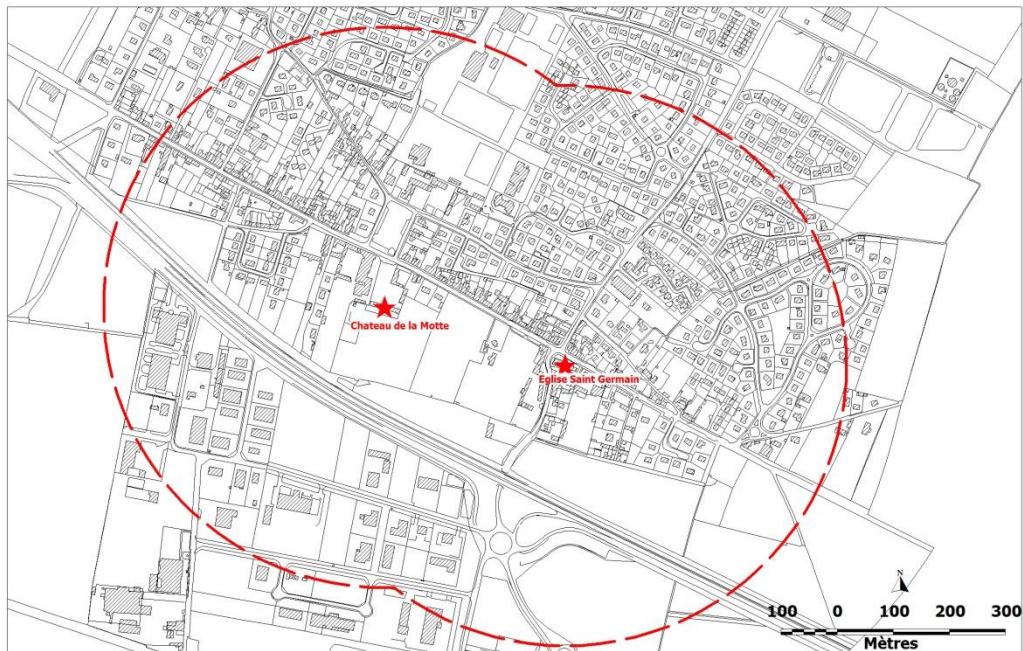 Chateau de la Motte
Eglise Saint Germain
N
100 0 100 200 300
Mètres